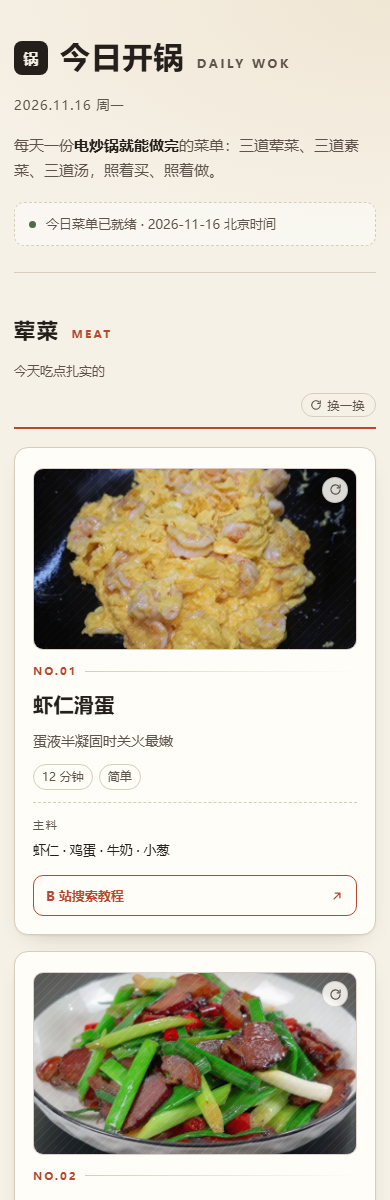 锅 今日开锅 DAILY WOK
2026.11.16 周一
每天一份电炒锅就能做完的菜单：三道荤菜、三道素
菜、三道汤，照着买、照着做。
今日菜单已就绪 · 2026-11-16 北京时间
荤菜 MEAT
今天吃点扎实的
换一换
NO.01
虾仁滑蛋
蛋液半凝固时关火最嫩
12 分钟 简单
主料
虾仁 · 鸡蛋 · 牛奶 · 小葱
B 站搜索教程
NO.02